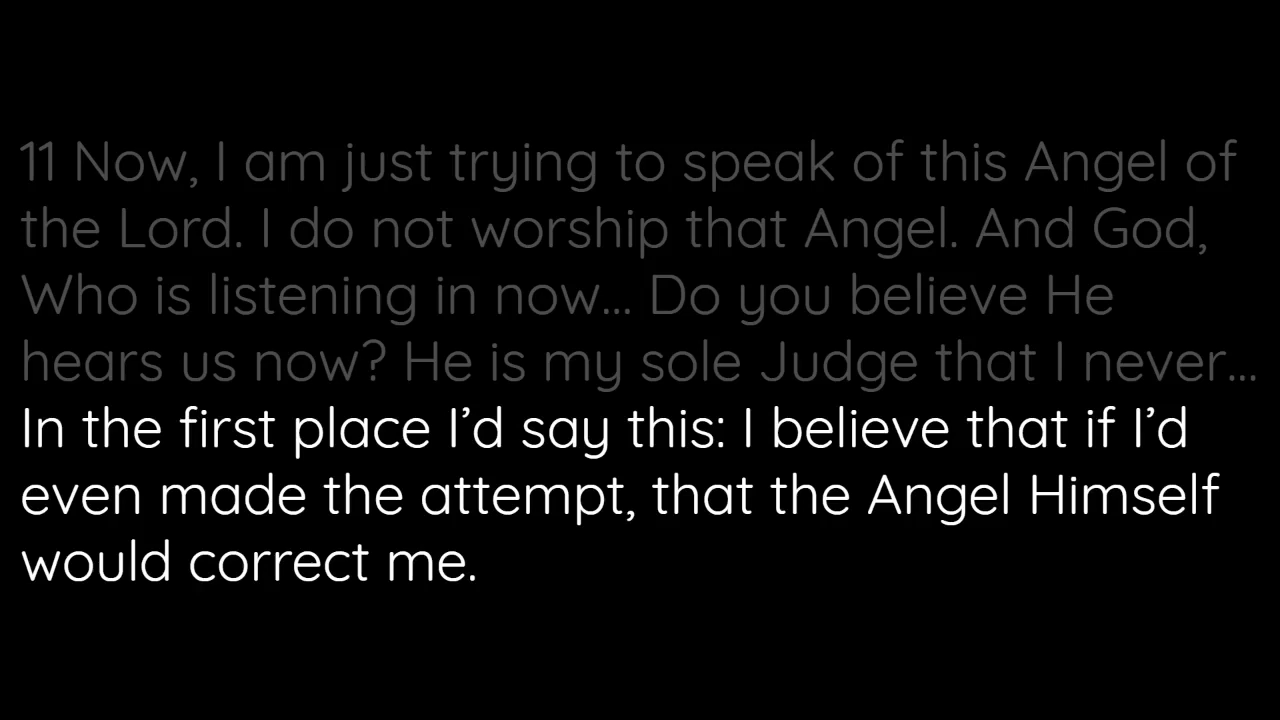 11 Now, I am just trying to speak of this Angel of
the Lord. I do not worship that Angel. And God,
Who is listening in now... Do you believe He
hears us now? He is my sole Judge that I never...
In the first place I’d say this: I believe that if I’d
even made the attempt, that the Angel Himself
would correct me.